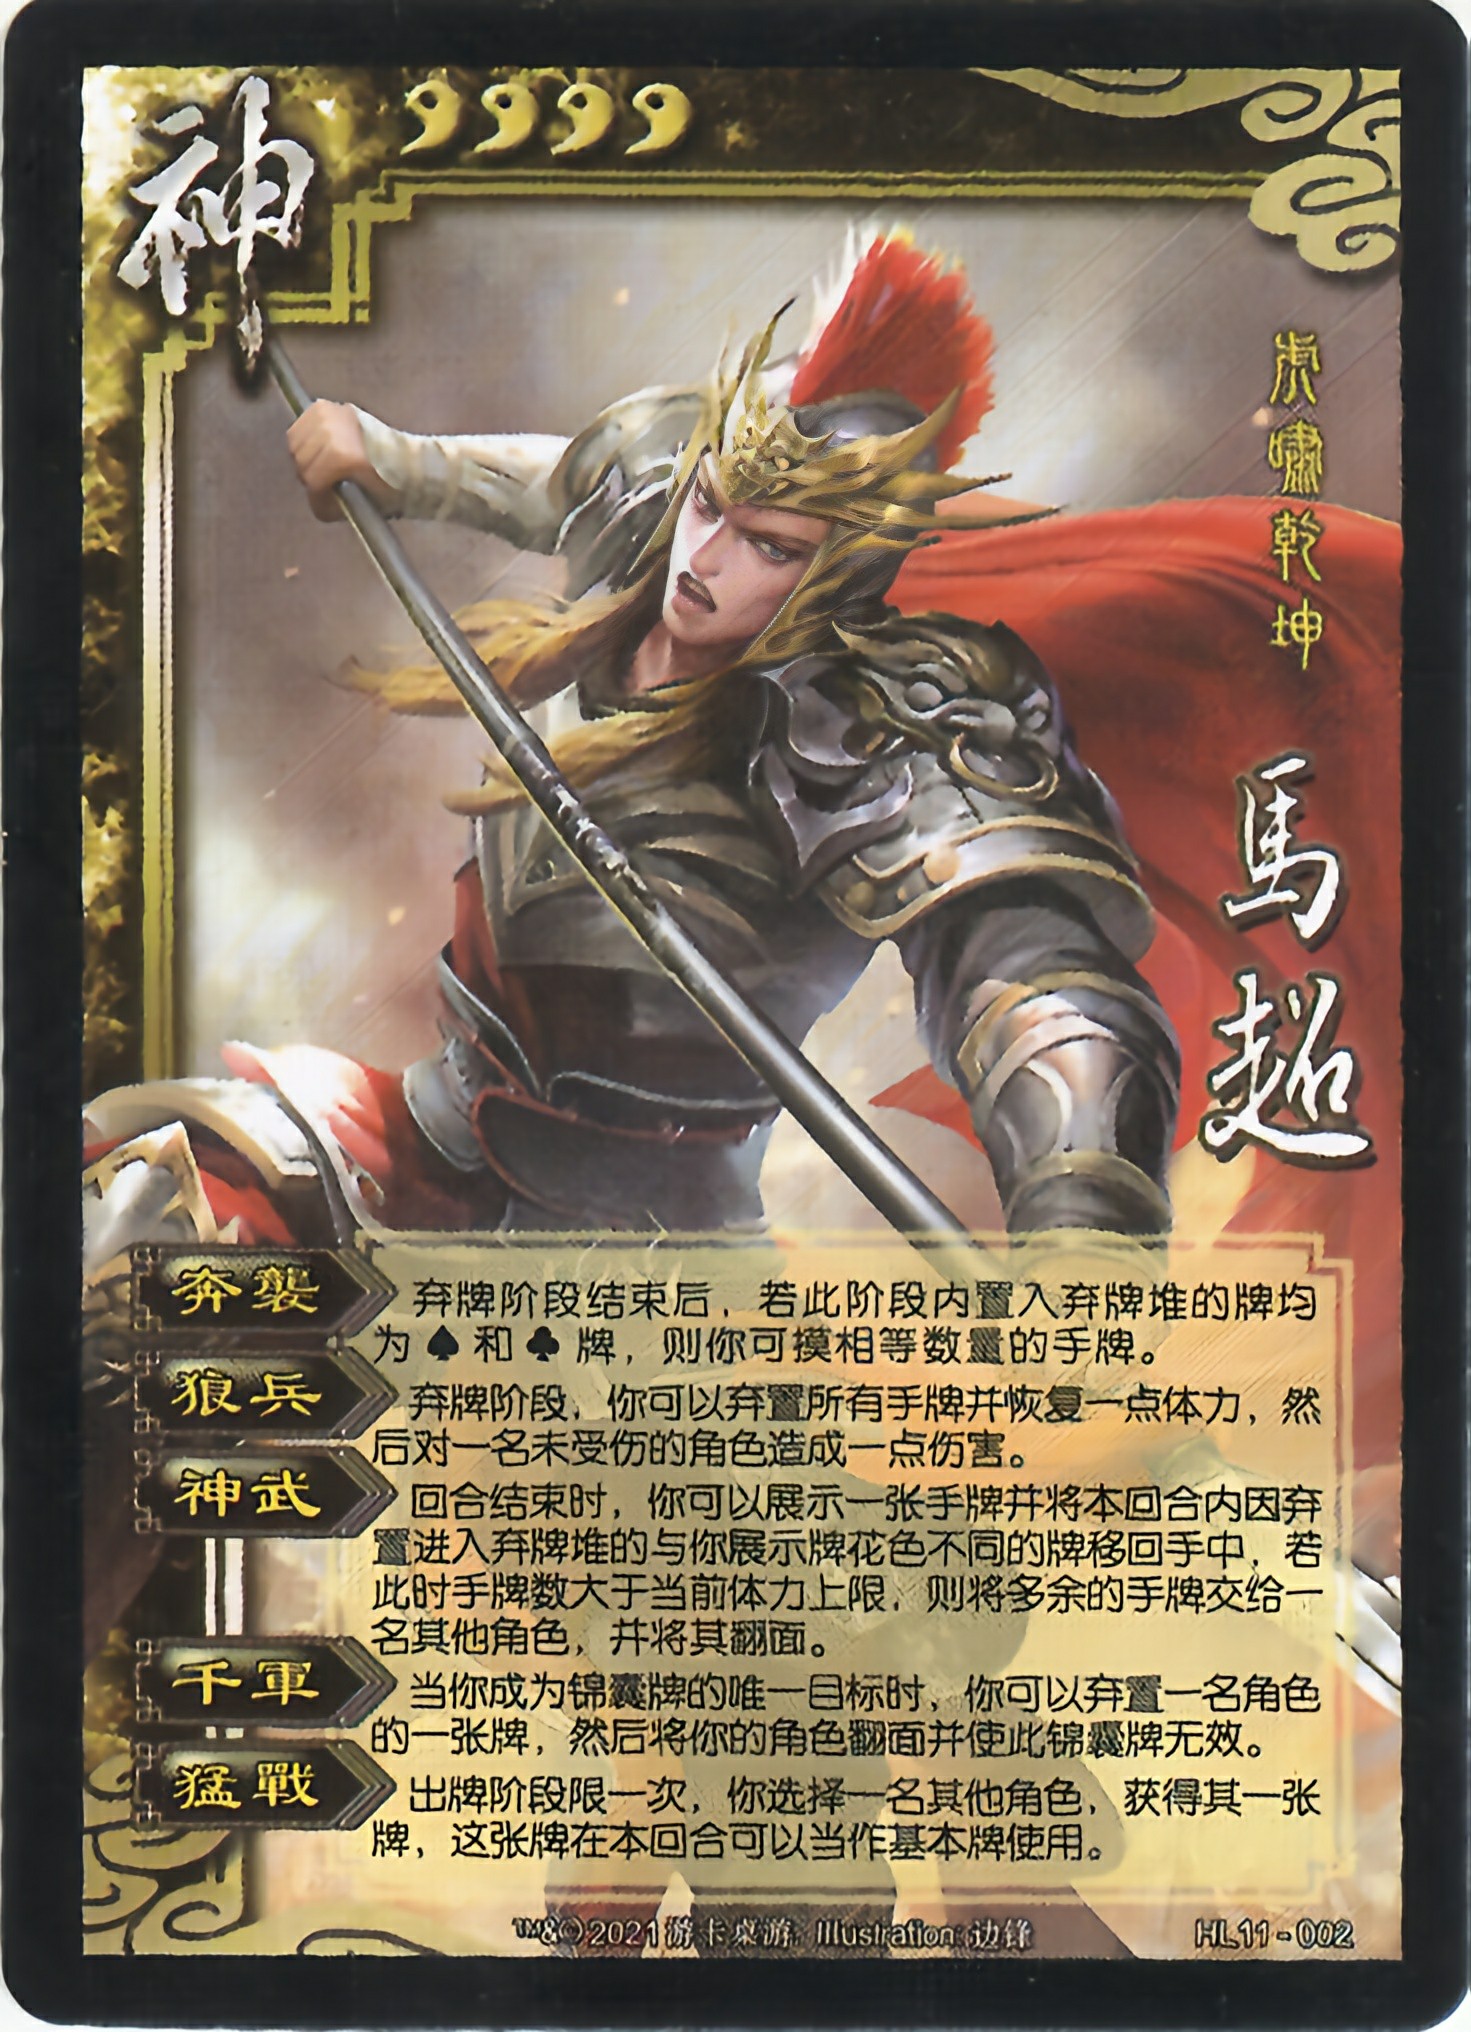 神
虎嘯乾坤
馬超
奔襲
弃牌阶段结束后，若此阶段内置入弃牌堆的牌均
为♠和♣牌，则你可摸相等数量的手牌。
狼兵
弃牌阶段，你可以弃置所有手牌并恢复一点体力，然
后对一名未受伤的角色造成一点伤害。
神武
回合结束时，你可以展示一张手牌并将本回合内因弃
置进入弃牌堆的与你展示牌花色不同的牌移回手中，若
此时手牌数大于当前体力上限，则将多余的手牌交给一
名其他角色，并将其翻面。
千軍
当你成为锦囊牌的唯一目标时，你可以弃置一名角色
的一张牌，然后将你的角色翻面并使此锦囊牌无效。
猛戰
出牌阶段限一次，你选择一名其他角色，获得其一张
牌，这张牌在本回合可以当作基本牌使用。
™&©2021游卡桌游. Illustration: 边锋
HL11-002